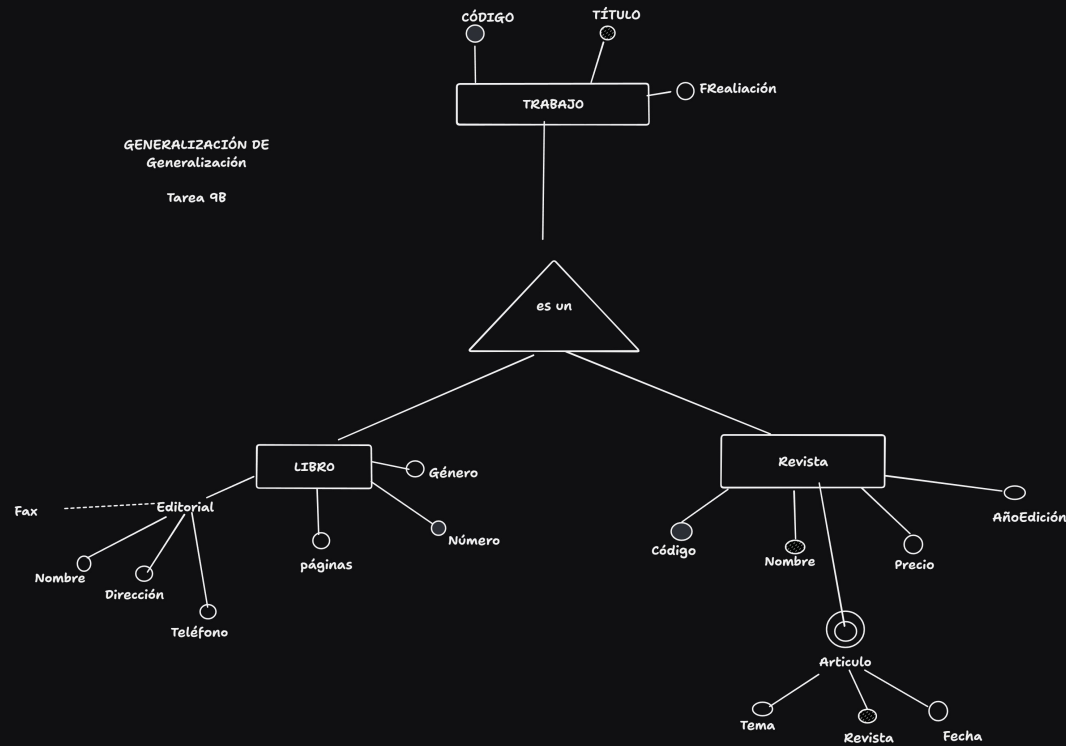 CÓDIGO
TÍTULO
TRABAJO
FRealiación
GENERALIZACIÓN DE
Generalización
Tarea 9B
es un
LIBRO
Género
Número
páginas
Editorial
Fax
Nombre
Dirección
Teléfono
Revista
AñoEdición
Código
Nombre
Precio
Articulo
Tema
Revista
Fecha